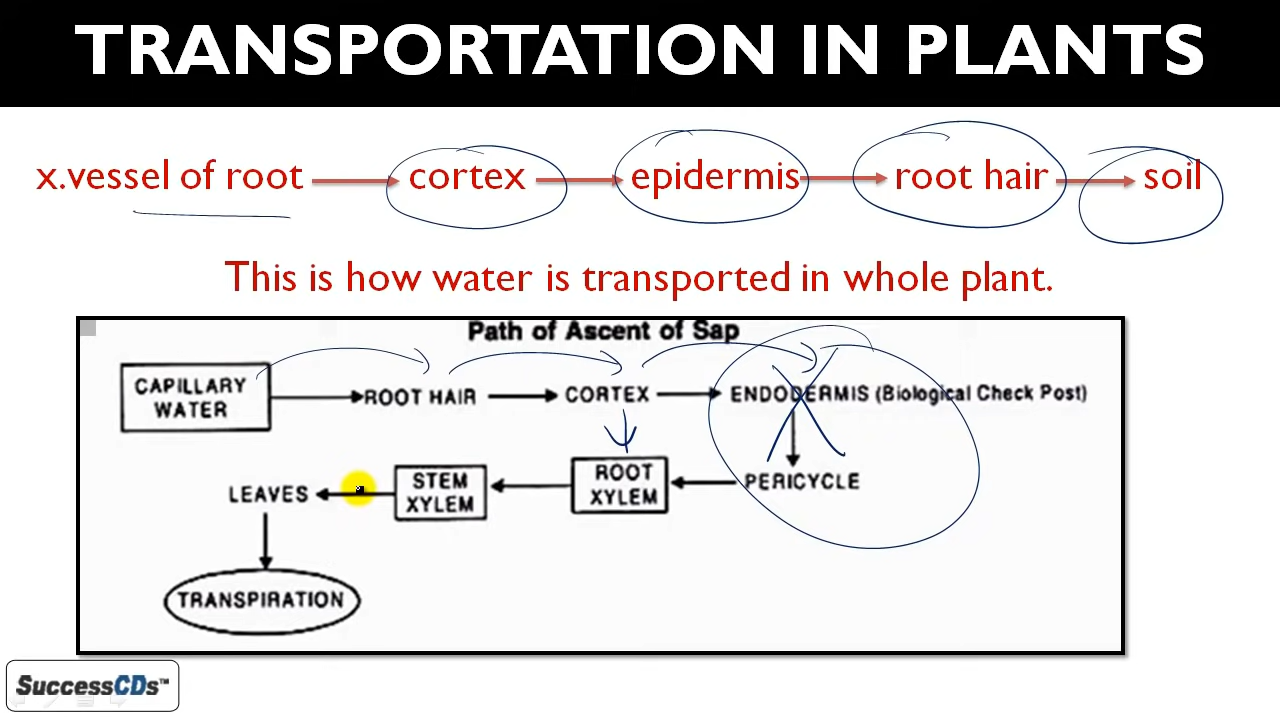 TRANSPORTATION IN PLANTS
x.vessel of root cortex epidermis root hair soil
This is how water is transported in whole plant.
Path of Ascent of Sap
CAPILLARY WATER ROOT HAIR CORTEX ENDODERMIS (Biological Check Post)
LEAVES STEM XYLEM ROOT XYLEM PERICYCLE
TRANSPIRATION
SuccessCDs™